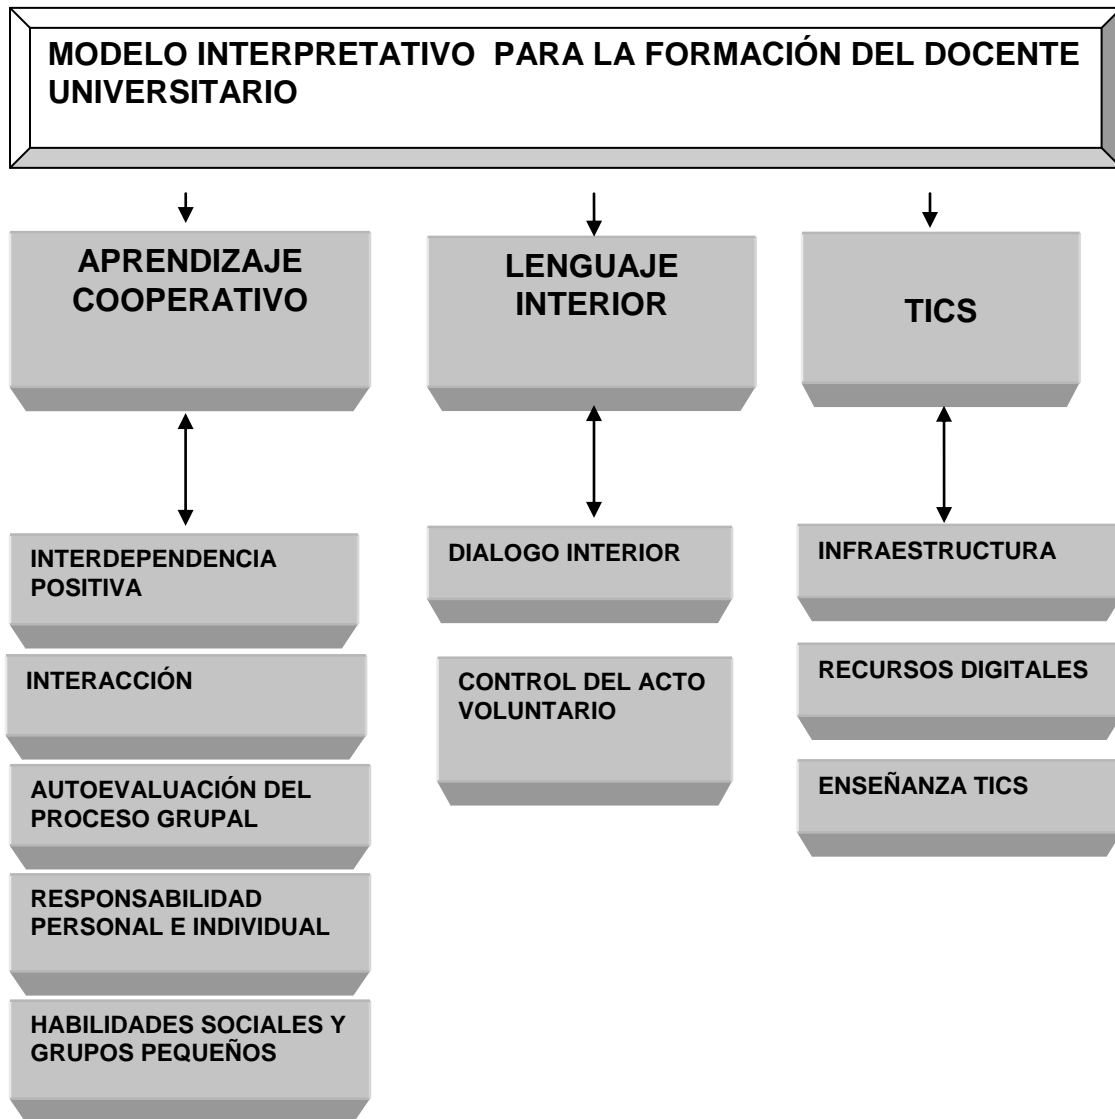 MODELO INTERPRETATIVO PARA LA FORMACIÓN DEL DOCENTE
UNIVERSITARIO
APRENDIZAJE
COOPERATIVO
LENGUAJE
INTERIOR
TICS
INTERDEPENDENCIA
POSITIVA
INTERACCIÓN
AUTOEVALUACIÓN DEL
PROCESO GRUPAL
RESPONSABILIDAD
PERSONAL E INDIVIDUAL
HABILIDADES SOCIALES Y
GRUPOS PEQUEÑOS
DIALOGO INTERIOR
CONTROL DEL ACTO
VOLUNTARIO
INFRAESTRUCTURA
RECURSOS DIGITALES
ENSEÑANZA TICS